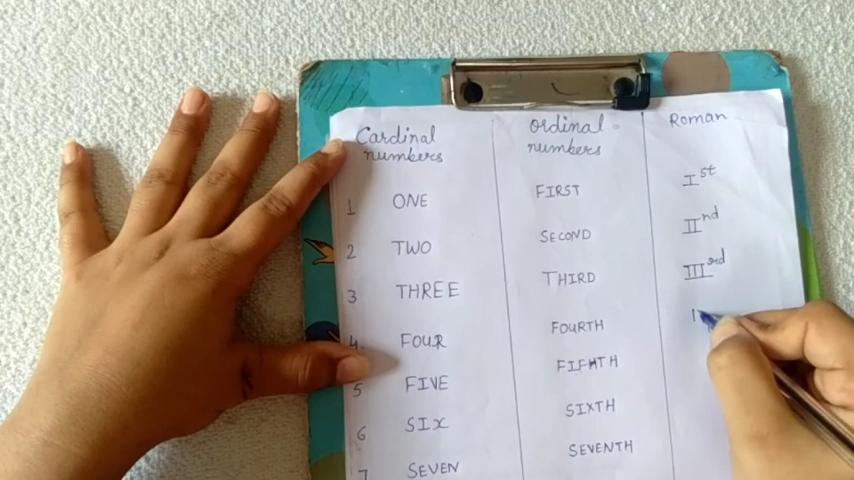 Cardinal numbers Ordinal numbers Roman
1 ONE FIRST Ist
2 TWO SECOND IInd
3 THREE THIRD IIIrd
4 FOUR FOURTH I
5 FIVE FIFHTH
6 SIX SIXTH
7 SEVEN SEVENTH